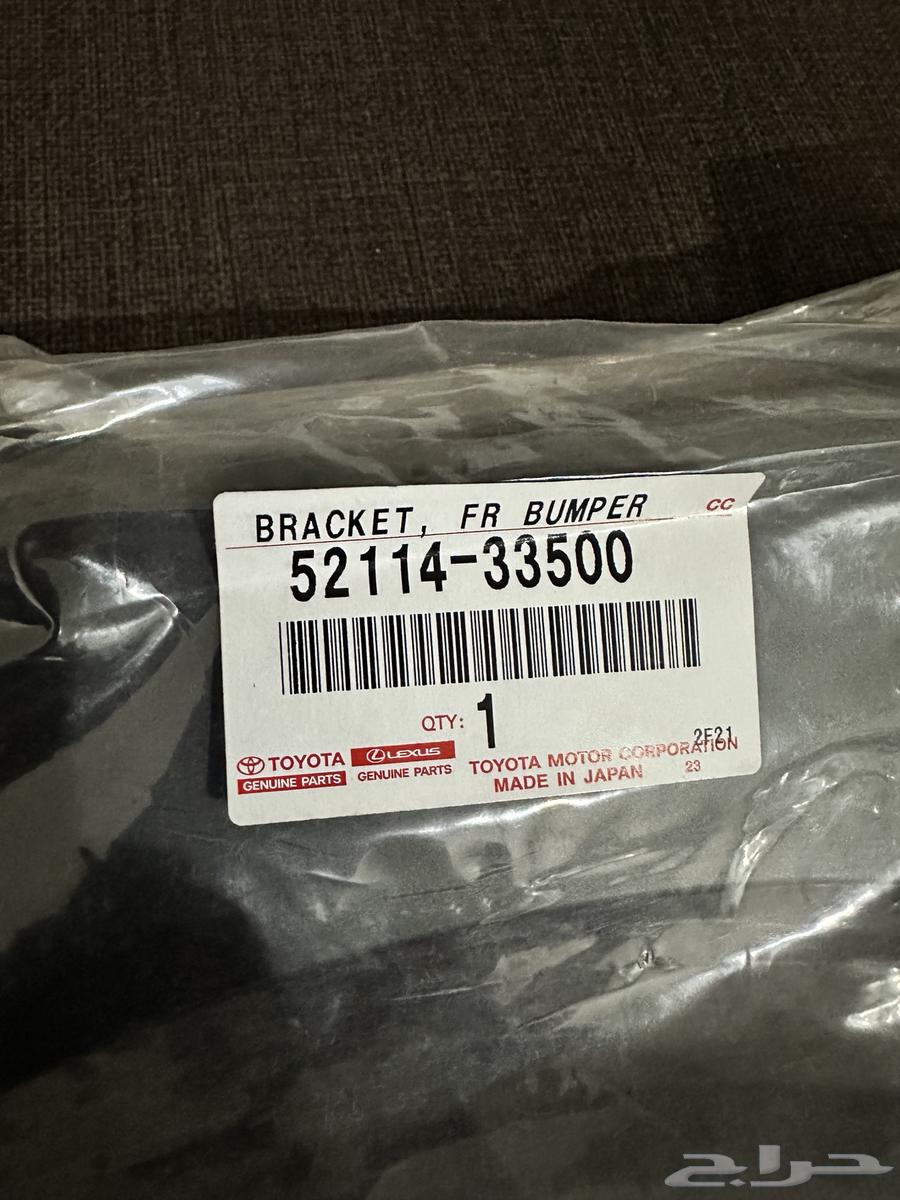 BRACKET, FR BUMPER CC
52114-33500
QTY: 1
2F21
TOYOTA LEXUS TOYOTA MOTOR CORPORATION
GENUINE PARTS GENUINE PARTS MADE IN JAPAN 23
حراج